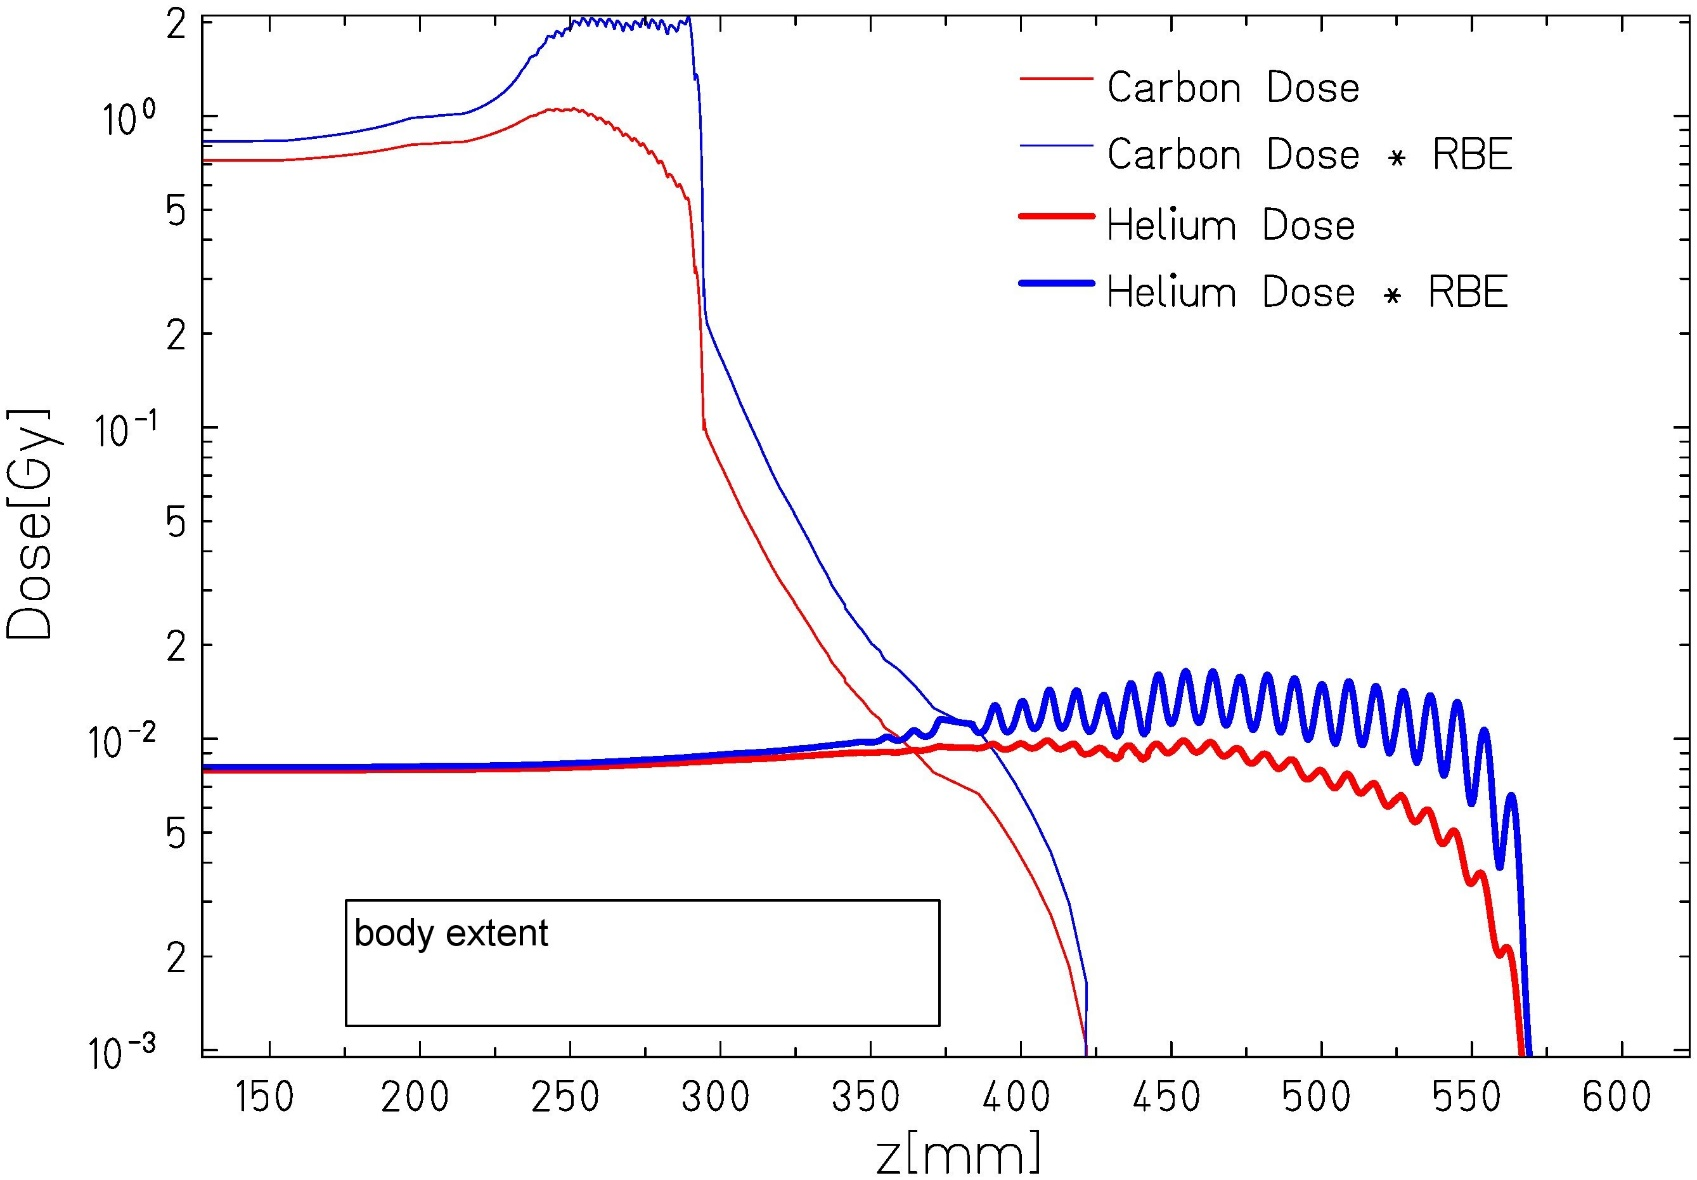 2
10⁰
5
2
10⁻¹
5
2
10⁻²
5
2
10⁻³
Dose[Gy]
Carbon Dose
Carbon Dose * RBE
Helium Dose
Helium Dose * RBE
body extent
150 200 250 300 350 400 450 500 550 600
z[mm]